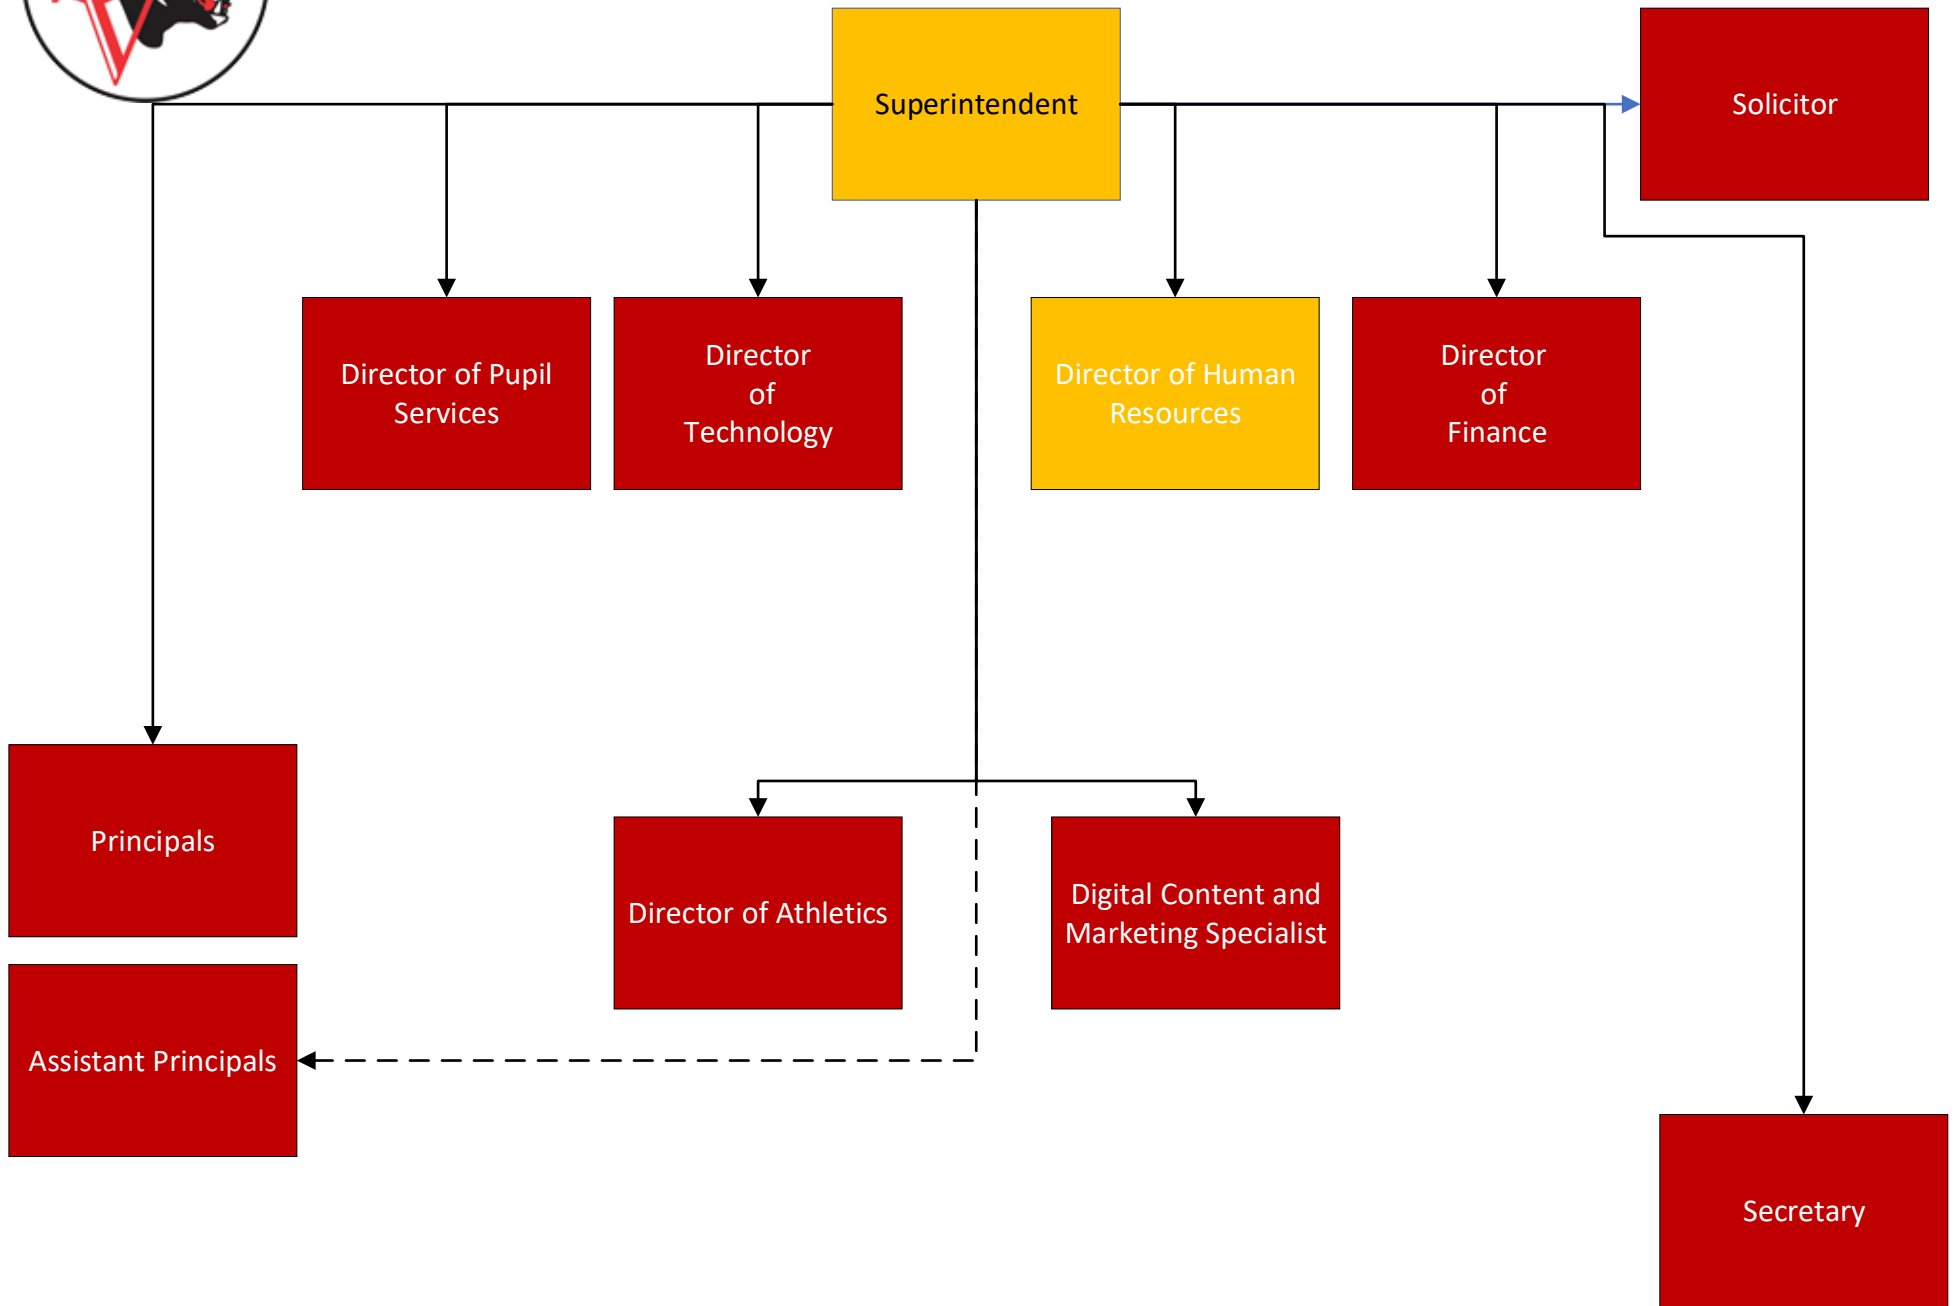 Superintendent
Solicitor
Director of Pupil
Services
Director
of
Technology
Director of Human
Resources
Director
of
Finance
Principals
Director of Athletics
Digital Content and
Marketing Specialist
Assistant Principals
Secretary